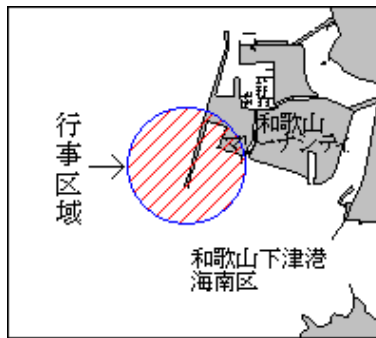 行事区域
和歌山
マリーナシティ
和歌山下津港
海南区